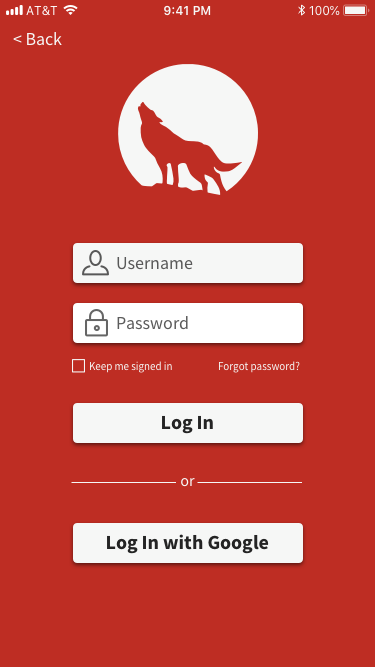 AT&T 9:41 PM 100%
< Back
Username
Password
Keep me signed in Forgot password?
Log In
or
Log In with Google